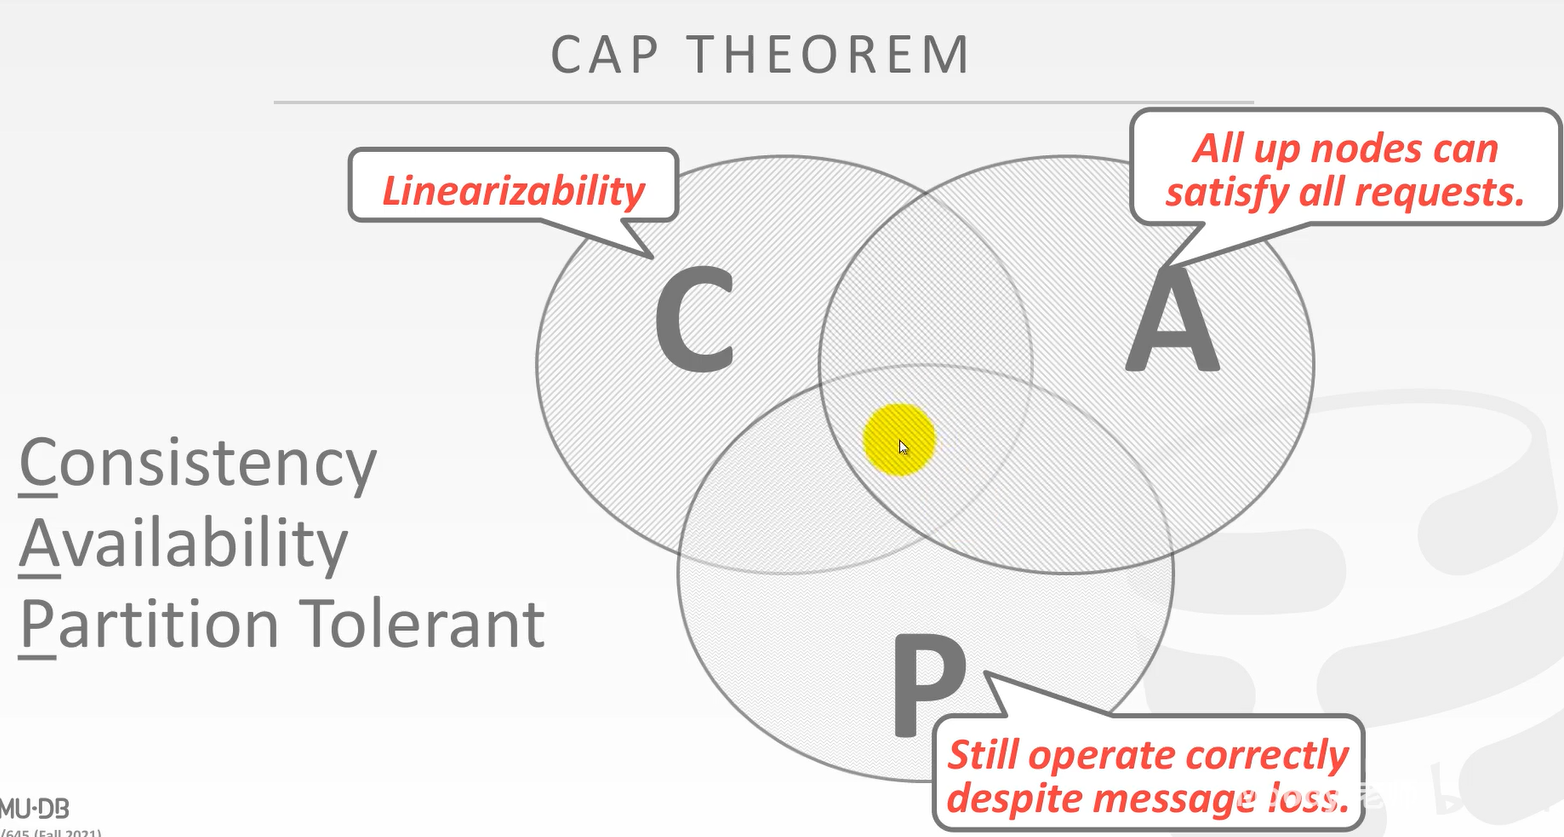 CAP THEOREM
Linearizability
All up nodes can
satisfy all requests.
C
A
Consistency
Availability
Partition Tolerant
P
Still operate correctly
despite message loss.
MU·DB
/645 (Fall 2021)